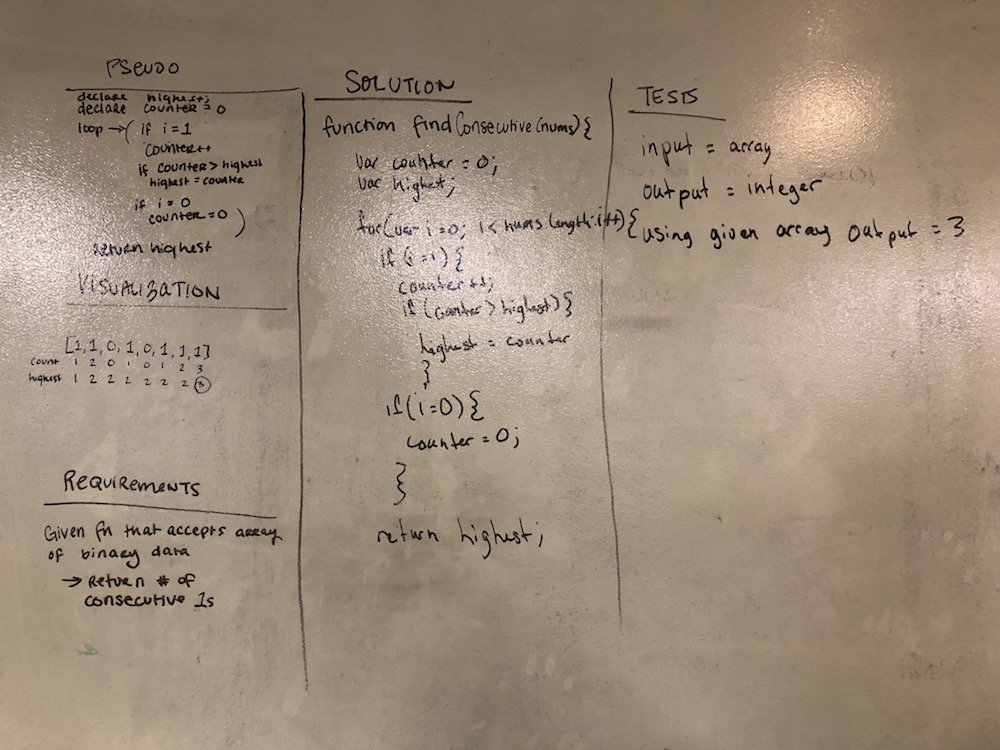 PSEUDO
declare highest;
declare counter = 0
loop → ( if i = 1
counter++
if counter > highest
highest = counter
if i = 0
counter = 0 )
return highest
VISUALIZATION
[1,1,0,1,0,1,1,1]
count 1 2 0 1 0 1 2 3
highest 1 2 2 2 2 2 2 3
REQUIREMENTS
Given fn that accepts array
of binary data
→ Return # of
consecutive 1s
SOLUTION
function findConsecutive(nums){
var counter = 0;
var highest;
for(var i=0; i < nums.length; i++){
if(i=1){
counter++;
if(counter > highest){
highest = counter
}
if(i=0){
counter = 0;
}
return highest;
TESTS
input = array
output = integer
using given array output = 3